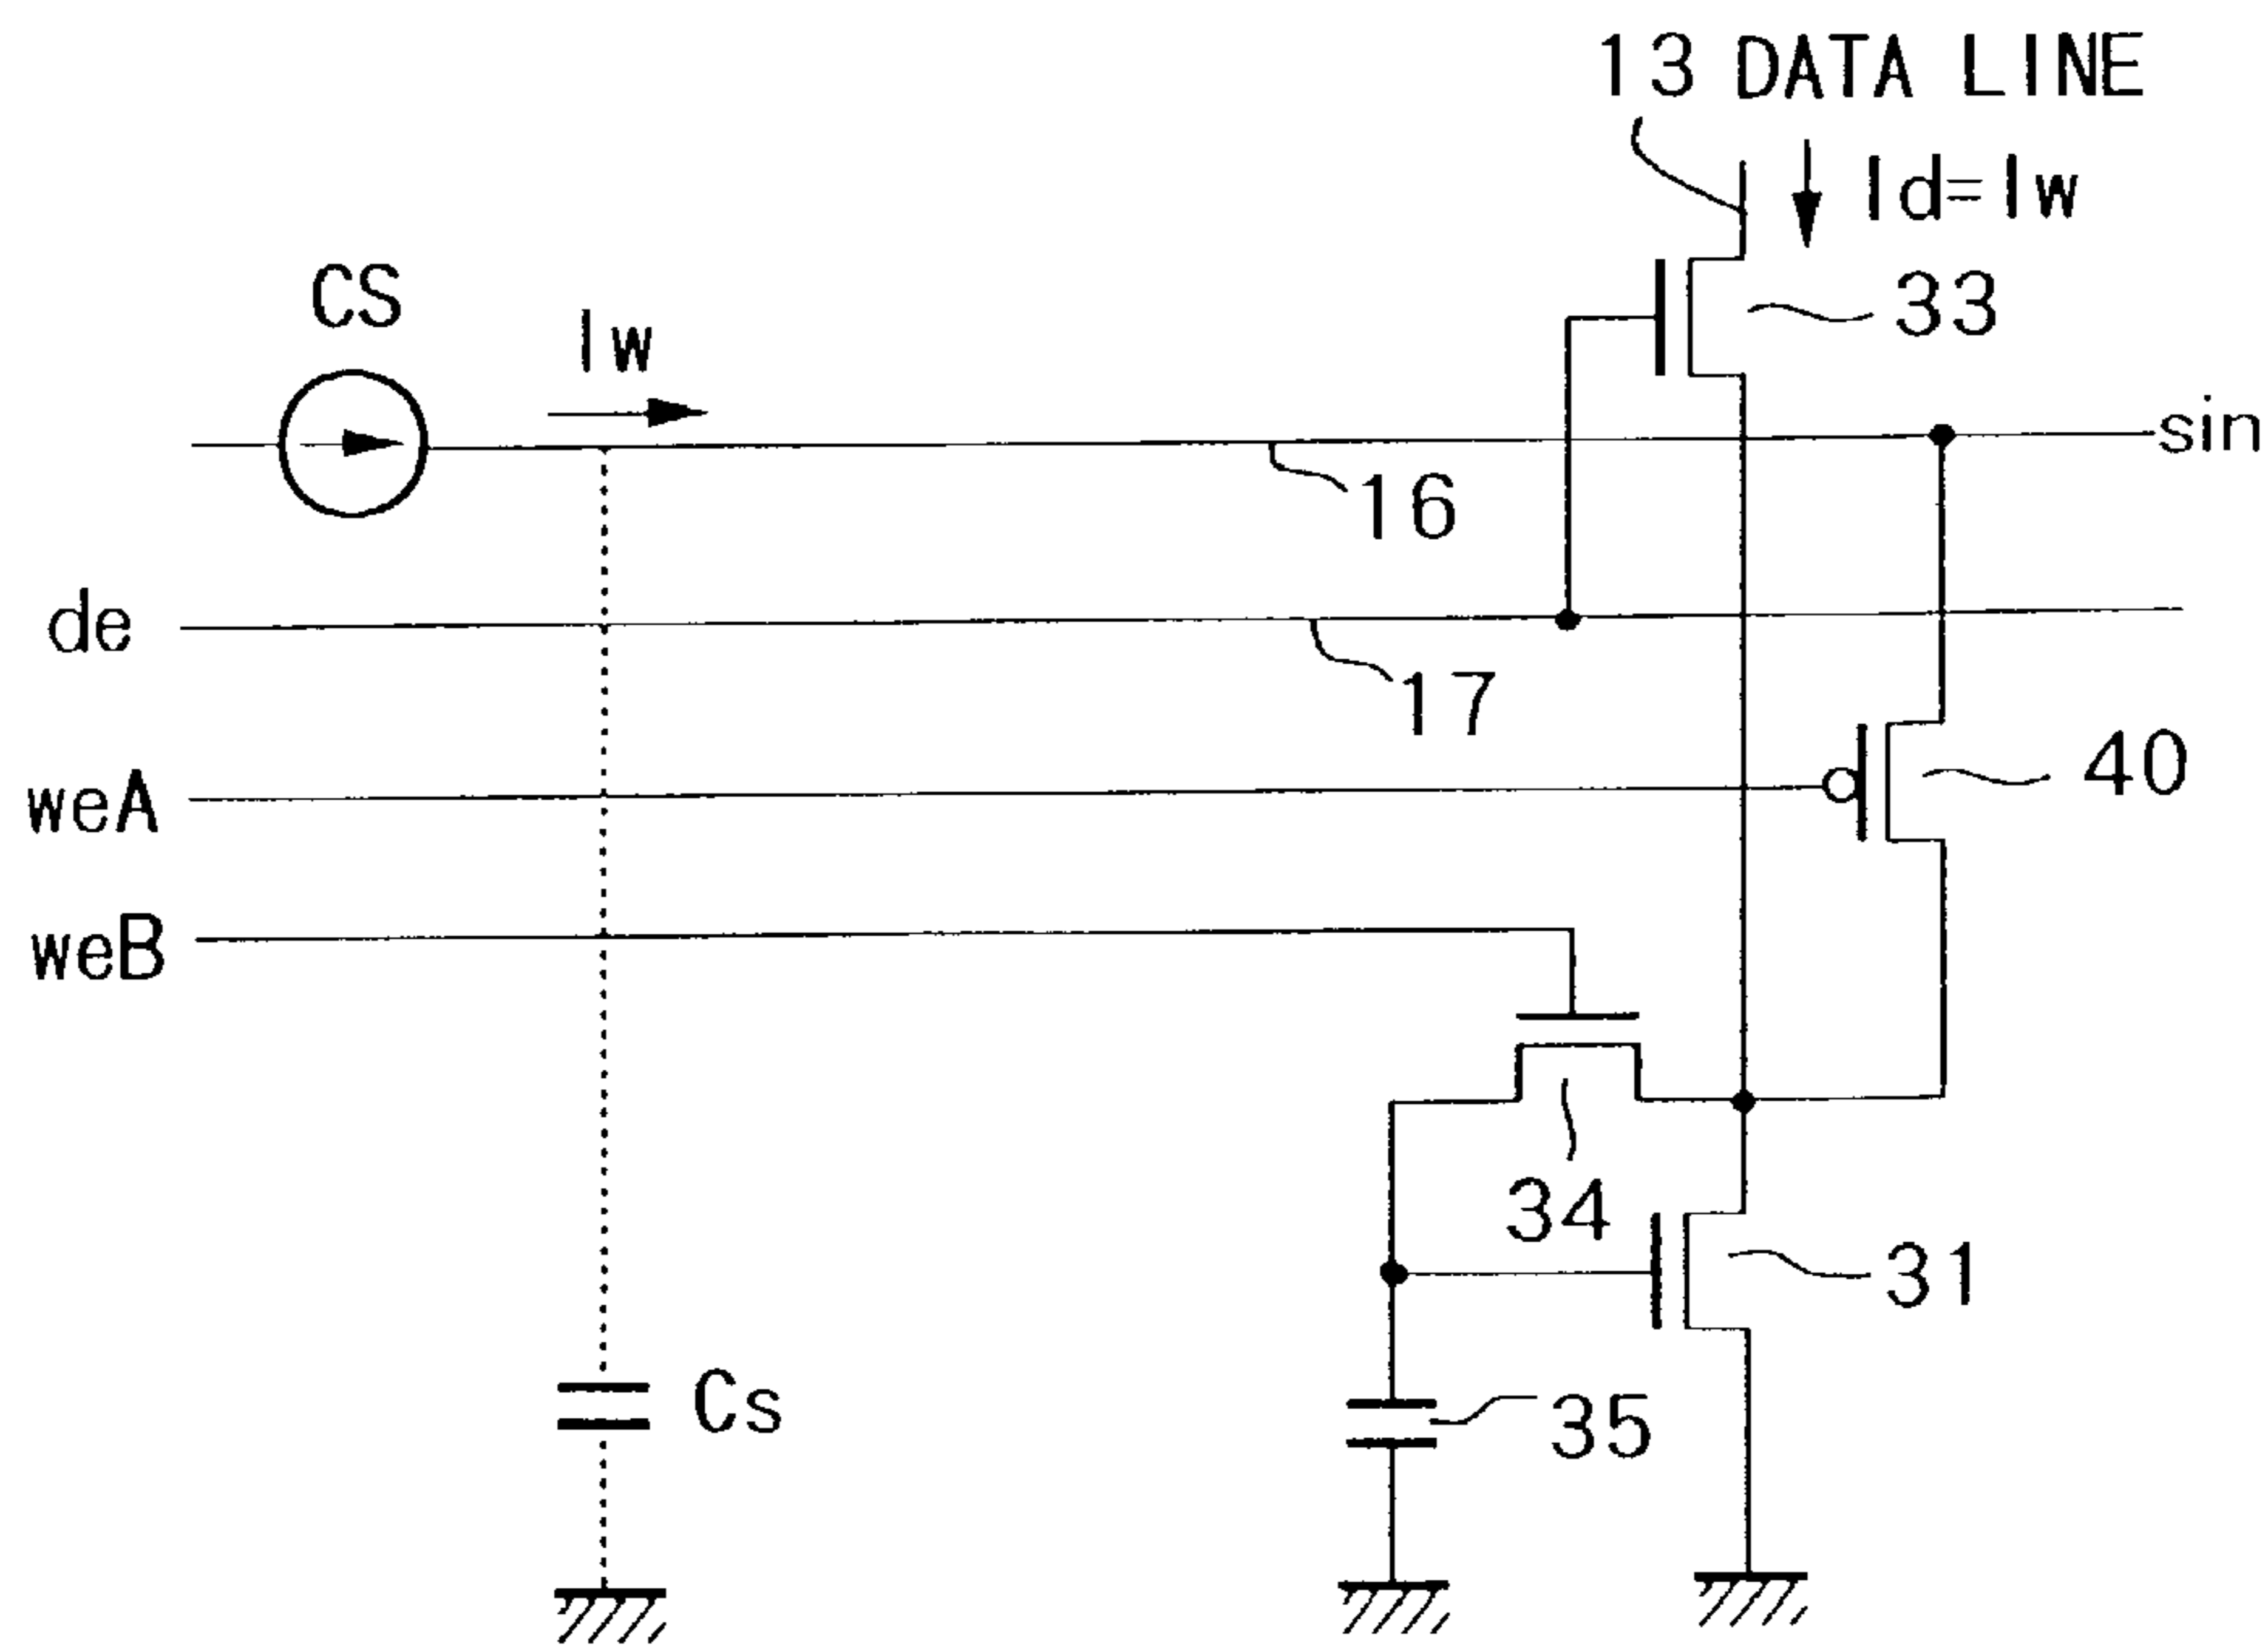 13 DATA LINE
Id=Iw
33
CS
Iw
sin
16
de
17
40
weA
weB
34
31
Cs
35